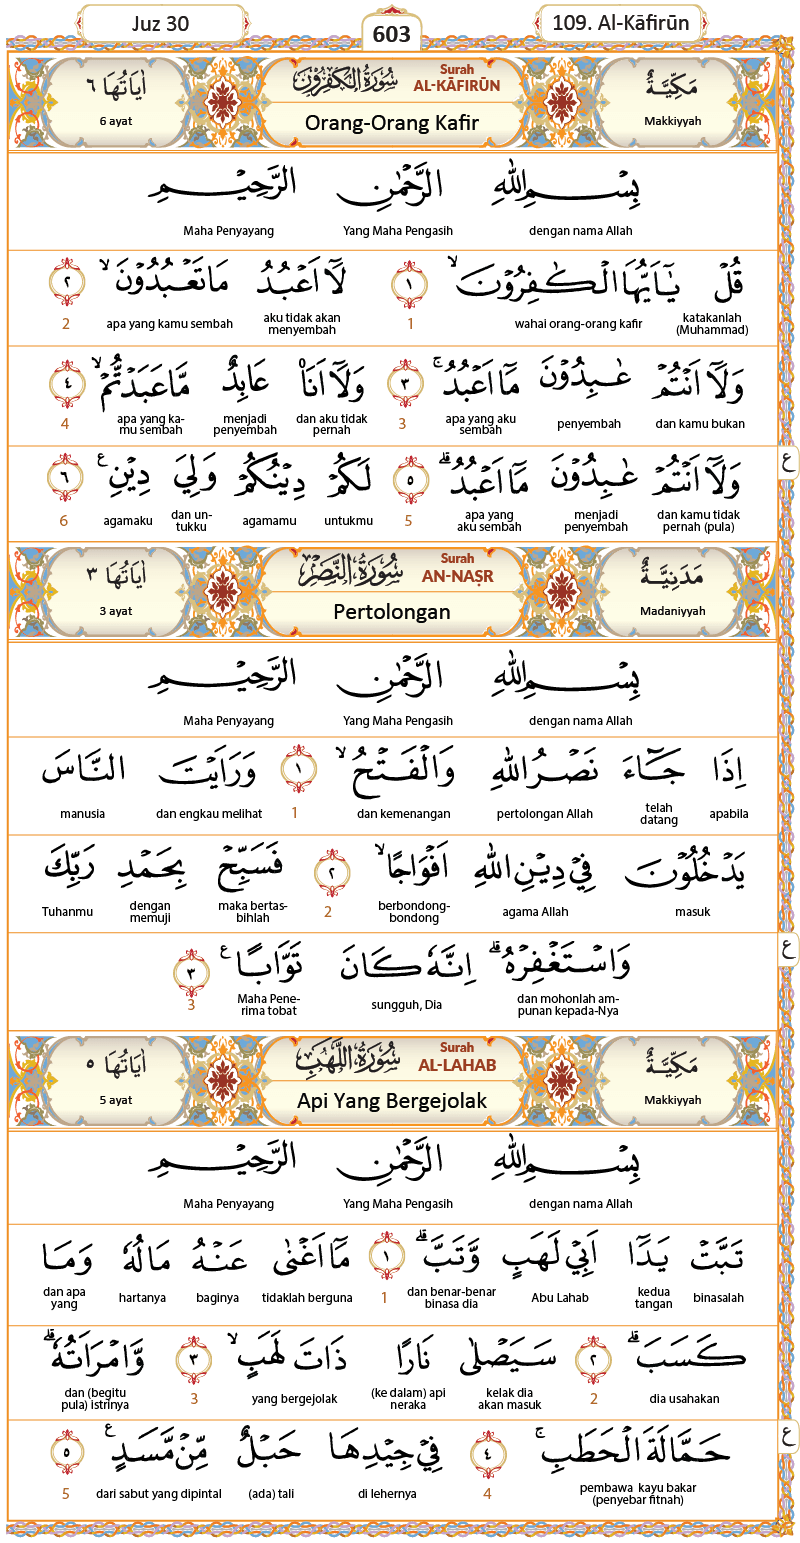 Juz 30
603
109. Al-Kāfirūn
مَكِّيَّةٌ
سُوْرَةُ الْكٰفِرُوْنَ
Surah AL-KĀFIRŪN
اٰيَاتُهَا ٦
Makkiyyah
Orang-Orang Kafir
6 ayat
بِسْمِ اللّٰهِ الرَّحْمٰنِ الرَّحِيْمِ
dengan nama Allah
Yang Maha Pengasih
Maha Penyayang
قُلْ يٰٓاَيُّهَا الْكٰفِرُوْنَۙ ١ لَآ اَعْبُدُ مَا تَعْبُدُوْنَۙ ٢
katakanlah (Muhammad)
wahai orang-orang kafir
1
aku tidak akan menyembah
apa yang kamu sembah
2
وَلَآ اَنْتُمْ عٰبِدُوْنَ مَآ اَعْبُدُۚ ٣ وَلَآ اَنَا۠ عَابِدٌ مَّا عَبَدْتُّمْۙ ٤
dan kamu bukan
penyembah
apa yang aku sembah
3
dan aku tidak pernah
menjadi penyembah
apa yang ka-mu sembah
4
ع
وَلَآ اَنْتُمْ عٰبِدُوْنَ مَآ اَعْبُدُۗ ٥ لَكُمْ دِيْنُكُمْ وَلِيَ دِيْنِ ࣖ ٦
dan kamu tidak pernah (pula)
menjadi penyembah
apa yang aku sembah
5
untukmu
agamamu
dan un-tukku
agamaku
6
مَدَنِيَّةٌ
سُوْرَةُ النَّصْرِ
Surah AN-NAṢR
اٰيَاتُهَا ٣
Madaniyyah
Pertolongan
3 ayat
بِسْمِ اللّٰهِ الرَّحْمٰنِ الرَّحِيْمِ
dengan nama Allah
Yang Maha Pengasih
Maha Penyayang
اِذَا جَاۤءَ نَصْرُ اللّٰهِ وَالْفَتْحُۙ ١ وَرَاَيْتَ النَّاسَ
apabila
telah datang
pertolongan Allah
dan kemenangan
1
dan engkau melihat
manusia
يَدْخُلُوْنَ فِيْ دِيْنِ اللّٰهِ اَفْوَاجًاۙ ٢ فَسَبِّحْ بِحَمْدِ رَبِّكَ
masuk
agama Allah
berbondong-bondong
2
maka bertas-bihlah
dengan memuji
Tuhanmu
ع
وَاسْتَغْفِرْهُۗ اِنَّهٗ كَانَ تَوَّابًا ࣖ ٣
dan mohonlah am-punan kepada-Nya
sungguh, Dia
Maha Pene-rima tobat
3
مَكِّيَّةٌ
سُوْرَةُ اللَّهَبِ
Surah AL-LAHAB
اٰيَاتُهَا ٥
Makkiyyah
Api Yang Bergejolak
5 ayat
بِسْمِ اللّٰهِ الرَّحْمٰنِ الرَّحِيْمِ
dengan nama Allah
Yang Maha Pengasih
Maha Penyayang
تَبَّتْ يَدَآ اَبِيْ لَهَبٍ وَّتَبَّۗ ١ مَآ اَغْنٰى عَنْهُ مَالُهٗ وَمَا
binasalah
kedua tangan
Abu Lahab
dan benar-benar binasa dia
1
tidaklah berguna
baginya
hartanya
dan apa yang
كَسَبَۗ ٢ سَيَصْلٰى نَارًا ذَاتَ لَهَبٍۙ ٣ وَّامْرَاَتُهٗۗ
dia usahakan
2
kelak dia akan masuk
(ke dalam) api neraka
yang bergejolak
3
dan (begitu pula) istrinya
ع
حَمَّالَةَ الْحَطَبِۚ ٤ فِيْ جِيْدِهَا حَبْلٌ مِّنْ مَّسَدٍ ࣖ ٥
pembawa kayu bakar (penyebar fitnah)
4
di lehernya
(ada) tali
dari sabut yang dipintal
5